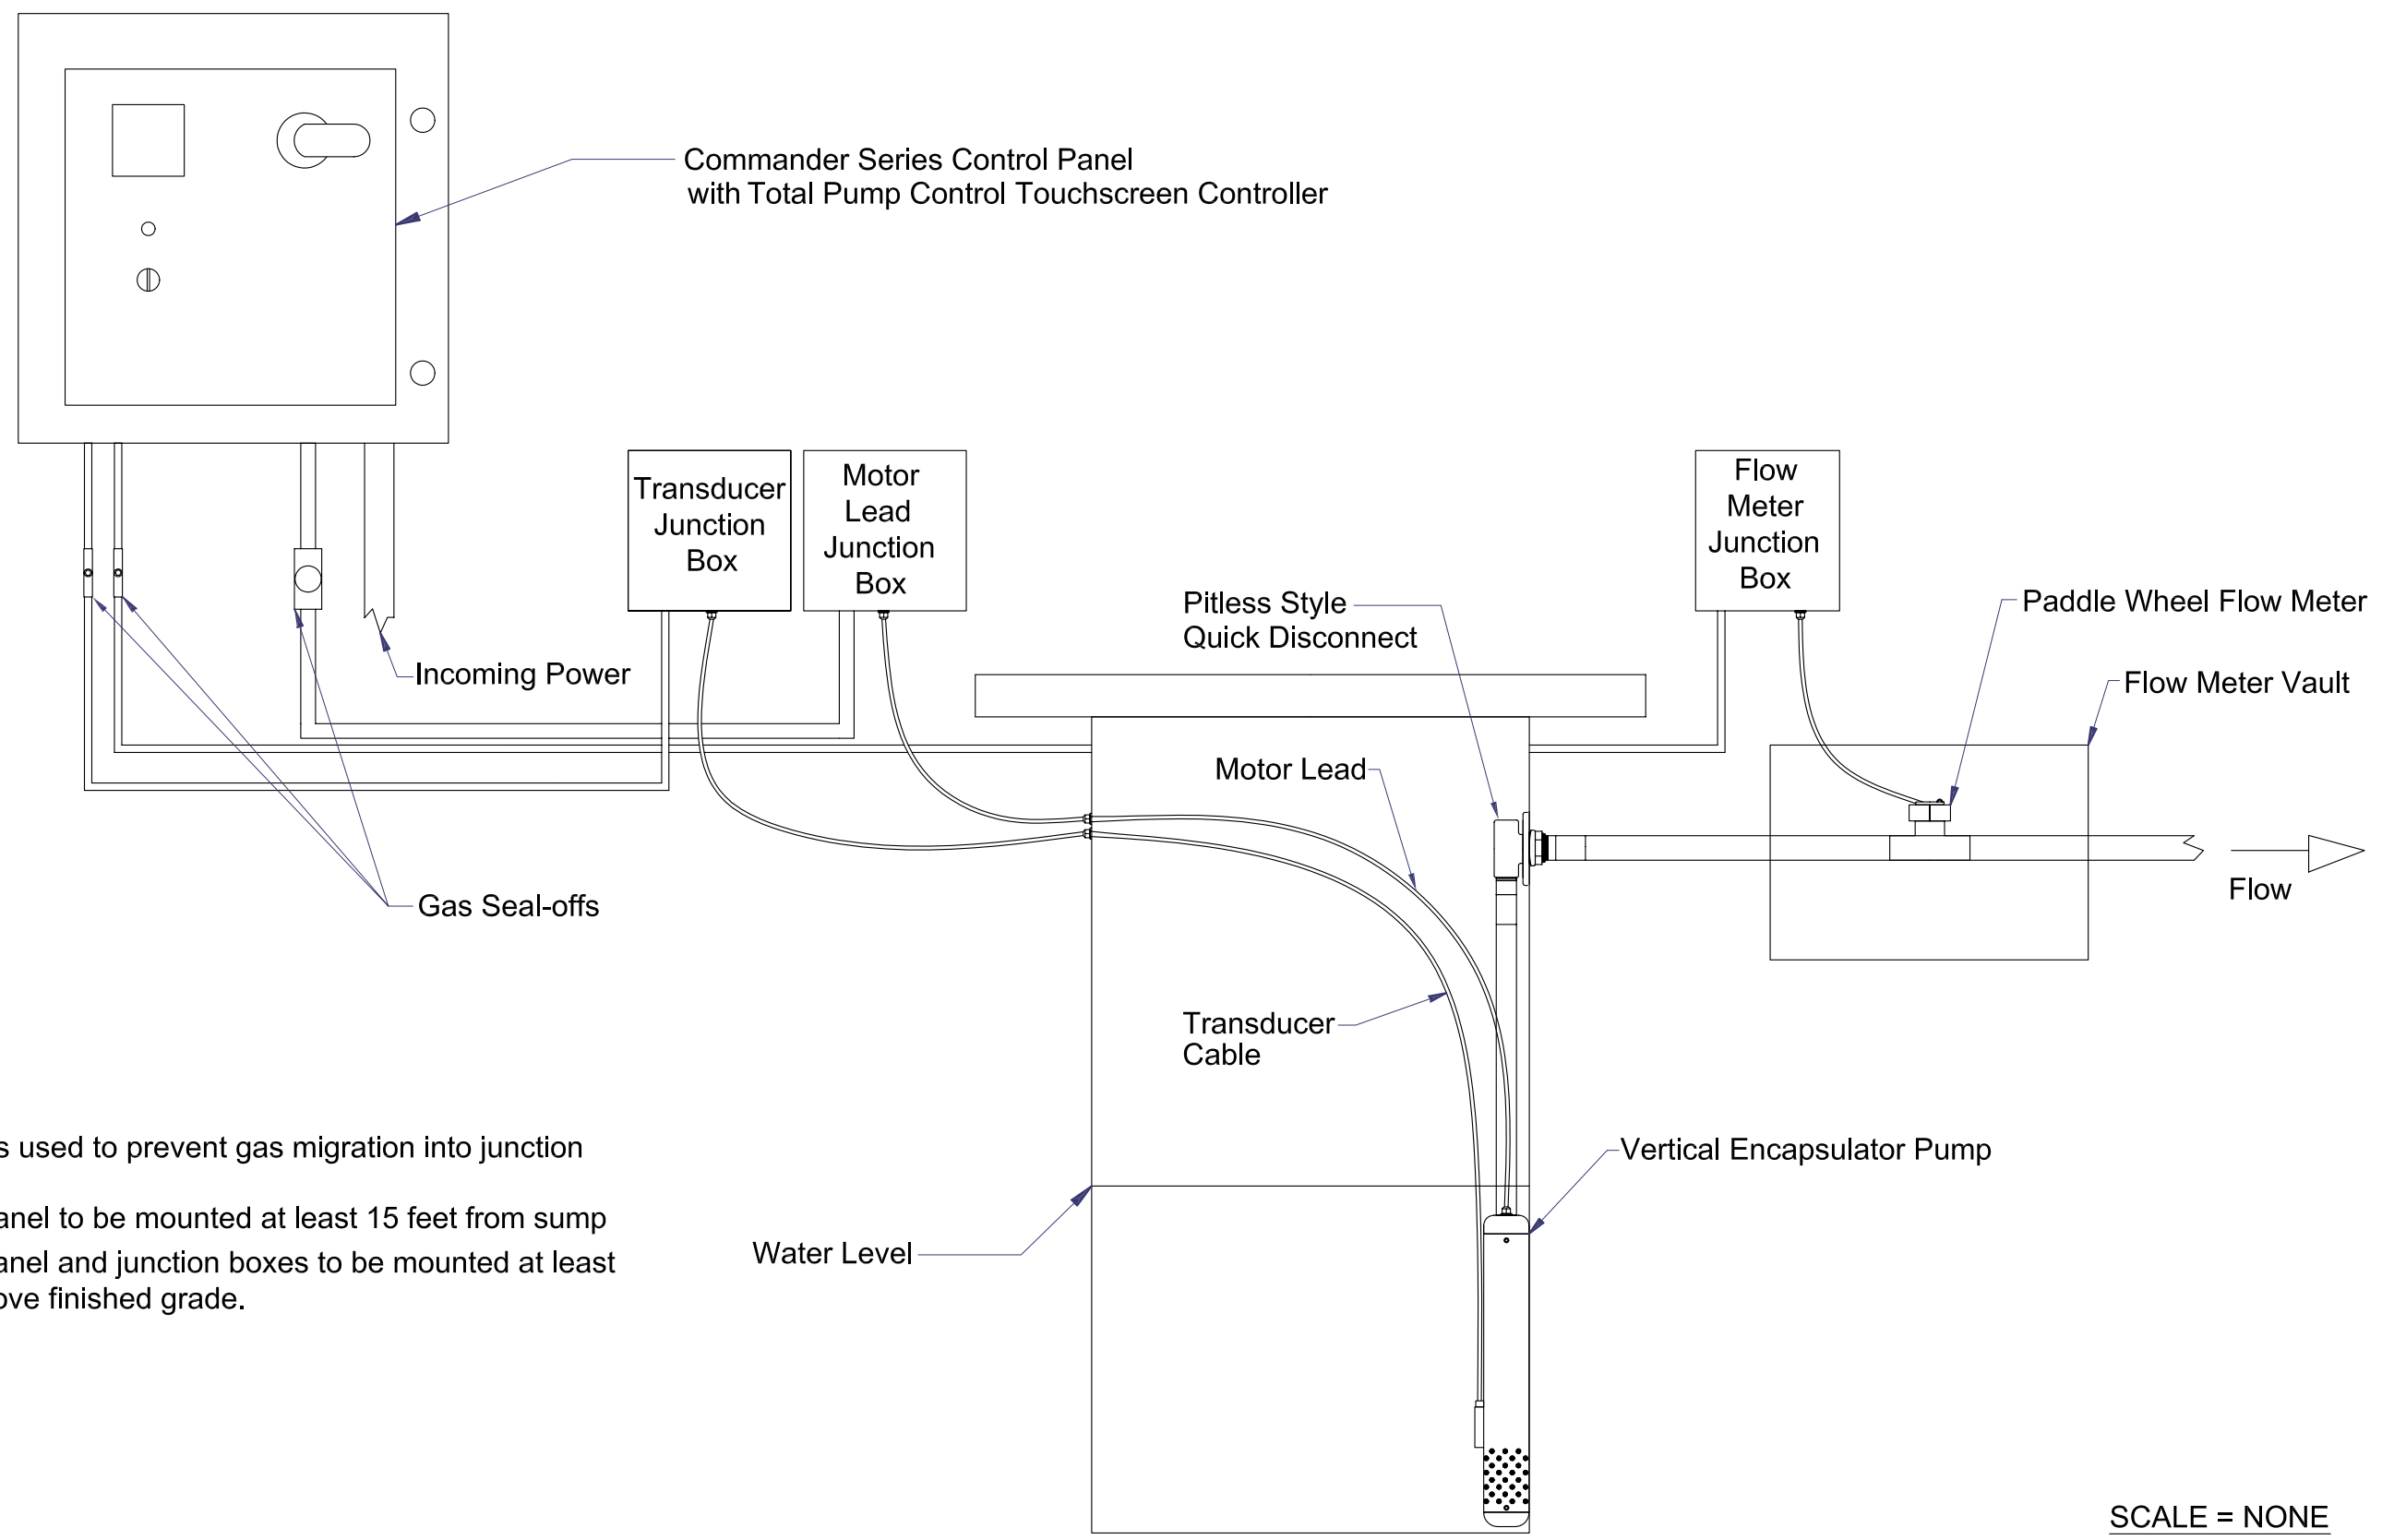 Commander Series Control Panel
with Total Pump Control Touchscreen Controller
Transducer
Junction
Box
Motor
Lead
Junction
Box
Flow
Meter
Junction
Box
Pitless Style
Quick Disconnect
Paddle Wheel Flow Meter
Incoming Power
Flow Meter Vault
Motor Lead
Flow
Gas Seal-offs
Transducer
Cable
used to prevent gas migration into junction
Vertical Encapsulator Pump
to be mounted at least 15 feet from sump
Water Level
and junction boxes to be mounted at least
finished grade.
SCALE = NONE